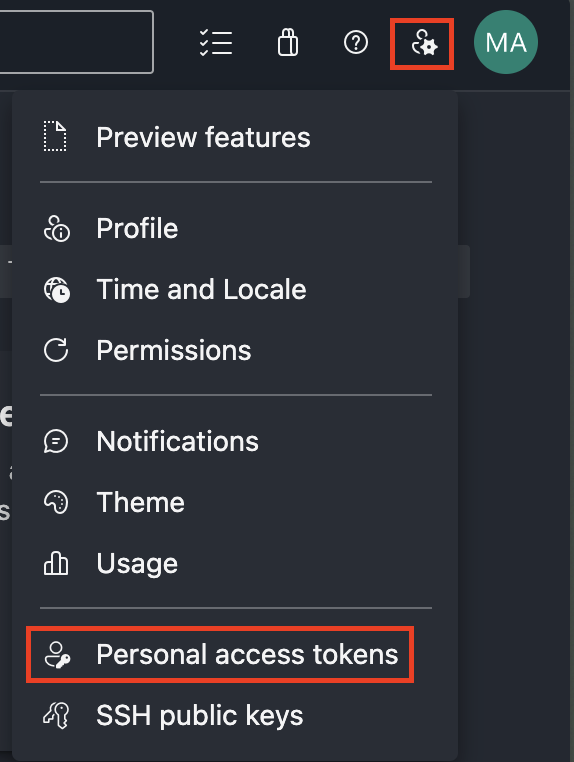 MA
Preview features
Profile
Time and Locale
Permissions
Notifications
Theme
Usage
Personal access tokens
SSH public keys